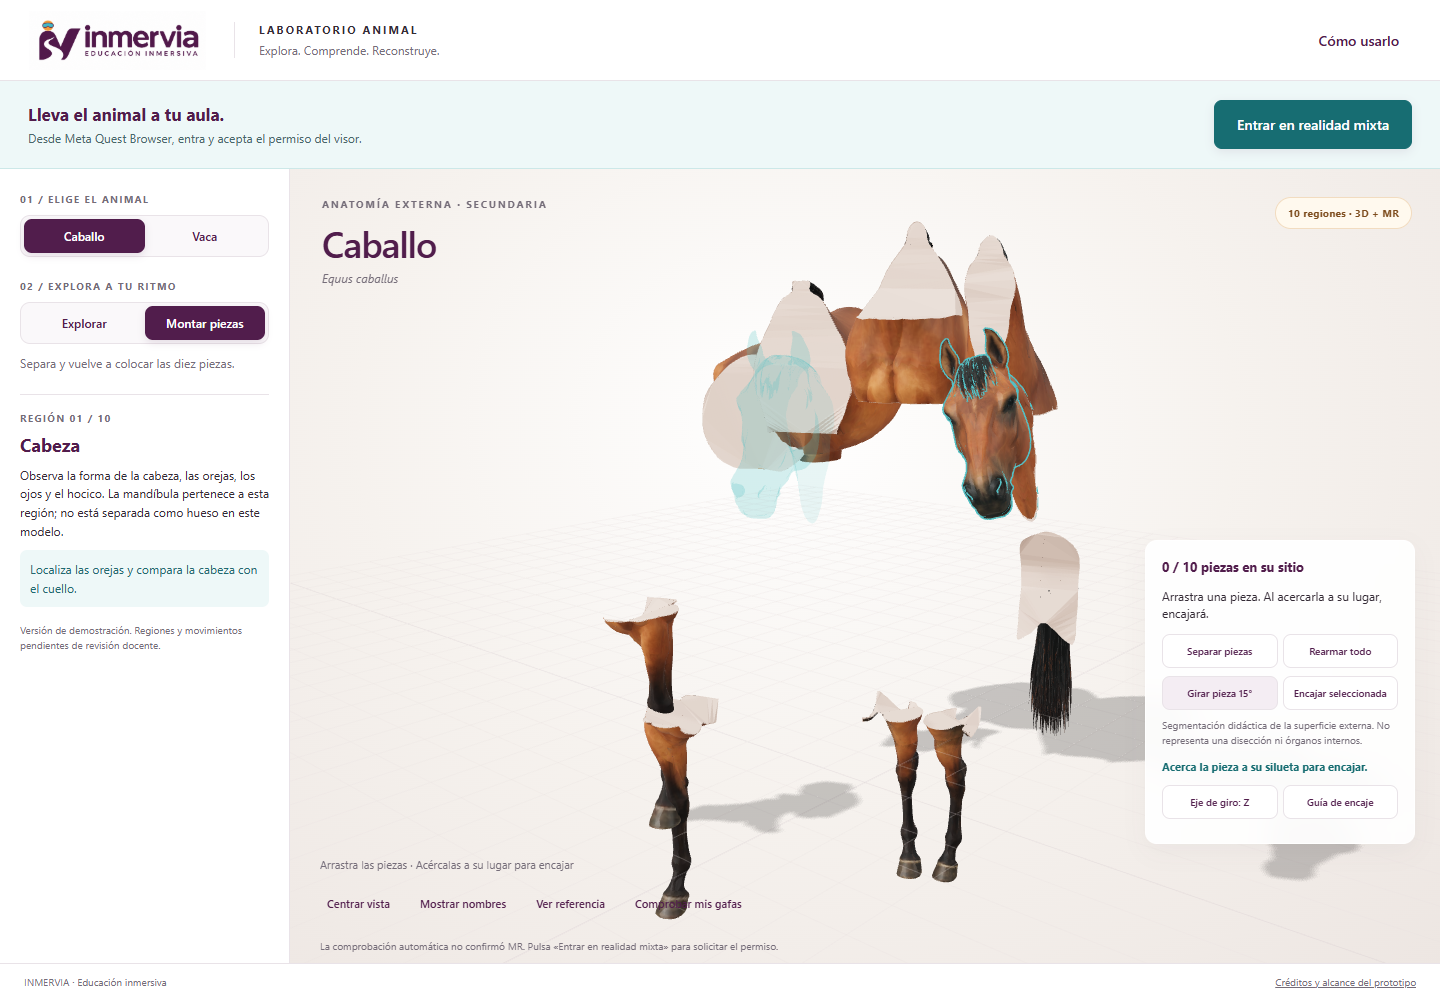 inmervia
EDUCACIÓN INMERSIVA
LABORATORIO ANIMAL
Explora. Comprende. Reconstruye.
Cómo usarlo
Lleva el animal a tu aula.
Desde Meta Quest Browser, entra y acepta el permiso del visor.
Entrar en realidad mixta
01 / ELIGE EL ANIMAL
Caballo
Vaca
02 / EXPLORA A TU RITMO
Explorar
Montar piezas
Separa y vuelve a colocar las diez piezas.
REGIÓN 01 / 10
Cabeza
Observa la forma de la cabeza, las orejas, los
ojos y el hocico. La mandíbula pertenece a esta
región; no está separada como hueso en este
modelo.
Localiza las orejas y compara la cabeza con
el cuello.
Versión de demostración. Regiones y movimientos
pendientes de revisión docente.
ANATOMÍA EXTERNA · SECUNDARIA
Caballo
Equus caballus
10 regiones · 3D + MR
0 / 10 piezas en su sitio
Arrastra una pieza. Al acercarla a su lugar,
encajará.
Separar piezas
Rearmar todo
Girar pieza 15°
Encajar seleccionada
Segmentación didáctica de la superficie externa. No
representa una disección ni órganos internos.
Acerca la pieza a su silueta para encajar.
Eje de giro: Z
Guía de encaje
Arrastra las piezas · Acércalas a su lugar para encajar
Centrar vista
Mostrar nombres
Ver referencia
Comprobar mis gafas
La comprobación automática no confirmó MR. Pulsa «Entrar en realidad mixta» para solicitar el permiso.
INMERVIA · Educación inmersiva
Créditos y alcance del prototipo